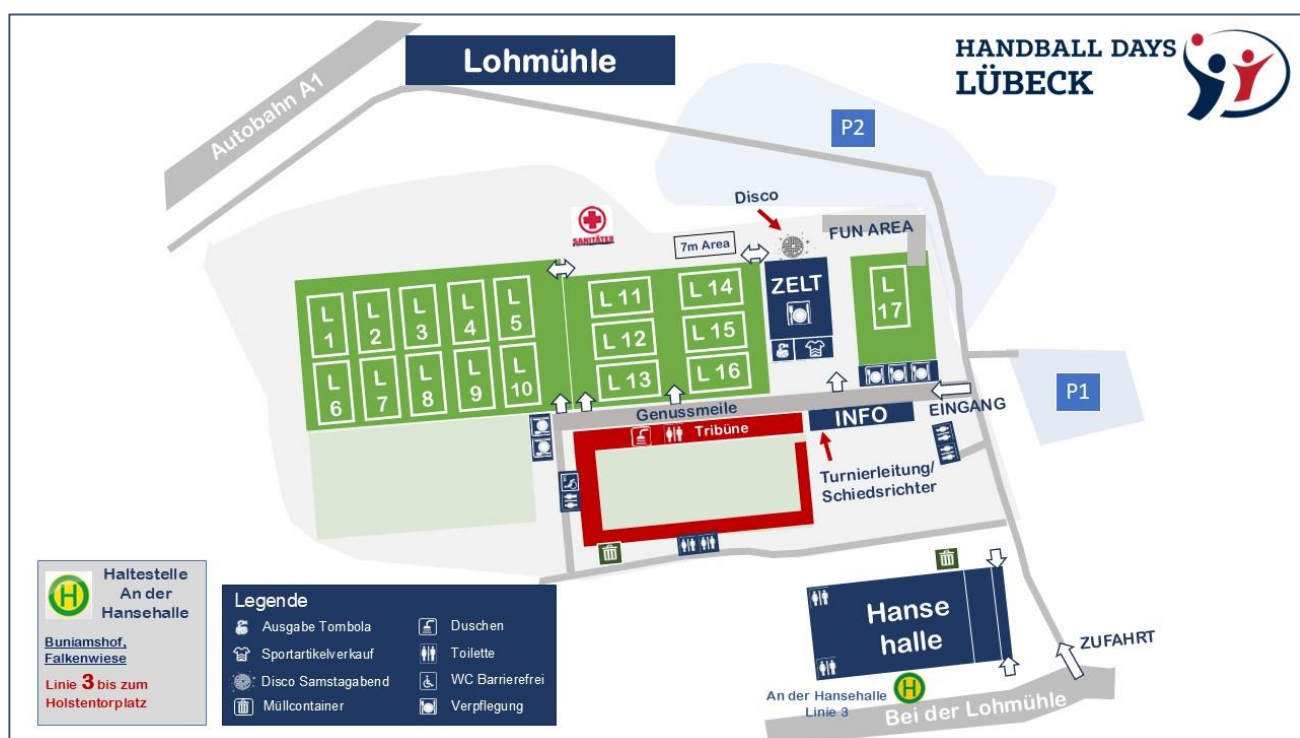 Lohmühle
HANDBALL DAYS
LÜBECK
Autobahn A1
P2
Disco
SANITÄTER
7m Area
FUN AREA
ZELT
L 1
L 2
L 3
L 4
L 5
L 6
L 7
L 8
L 9
L 10
L 11
L 12
L 13
L 14
L 15
L 16
L 17
P1
Genussmeile
INFO
EINGANG
Tribüne
Turnierleitung/
Schiedsrichter
H
Haltestelle
An der
Hansehalle
Buniamshof,
Falkenwiese
Linie 3 bis zum
Holstentorplatz
Legende
Ausgabe Tombola
Sportartikelverkauf
Disco Samstagabend
Müllcontainer
Duschen
Toilette
WC Barrierefrei
Verpflegung
Hanse
halle
ZUFAHRT
An der Hansehalle
Linie 3
H
Bei der Lohmühle